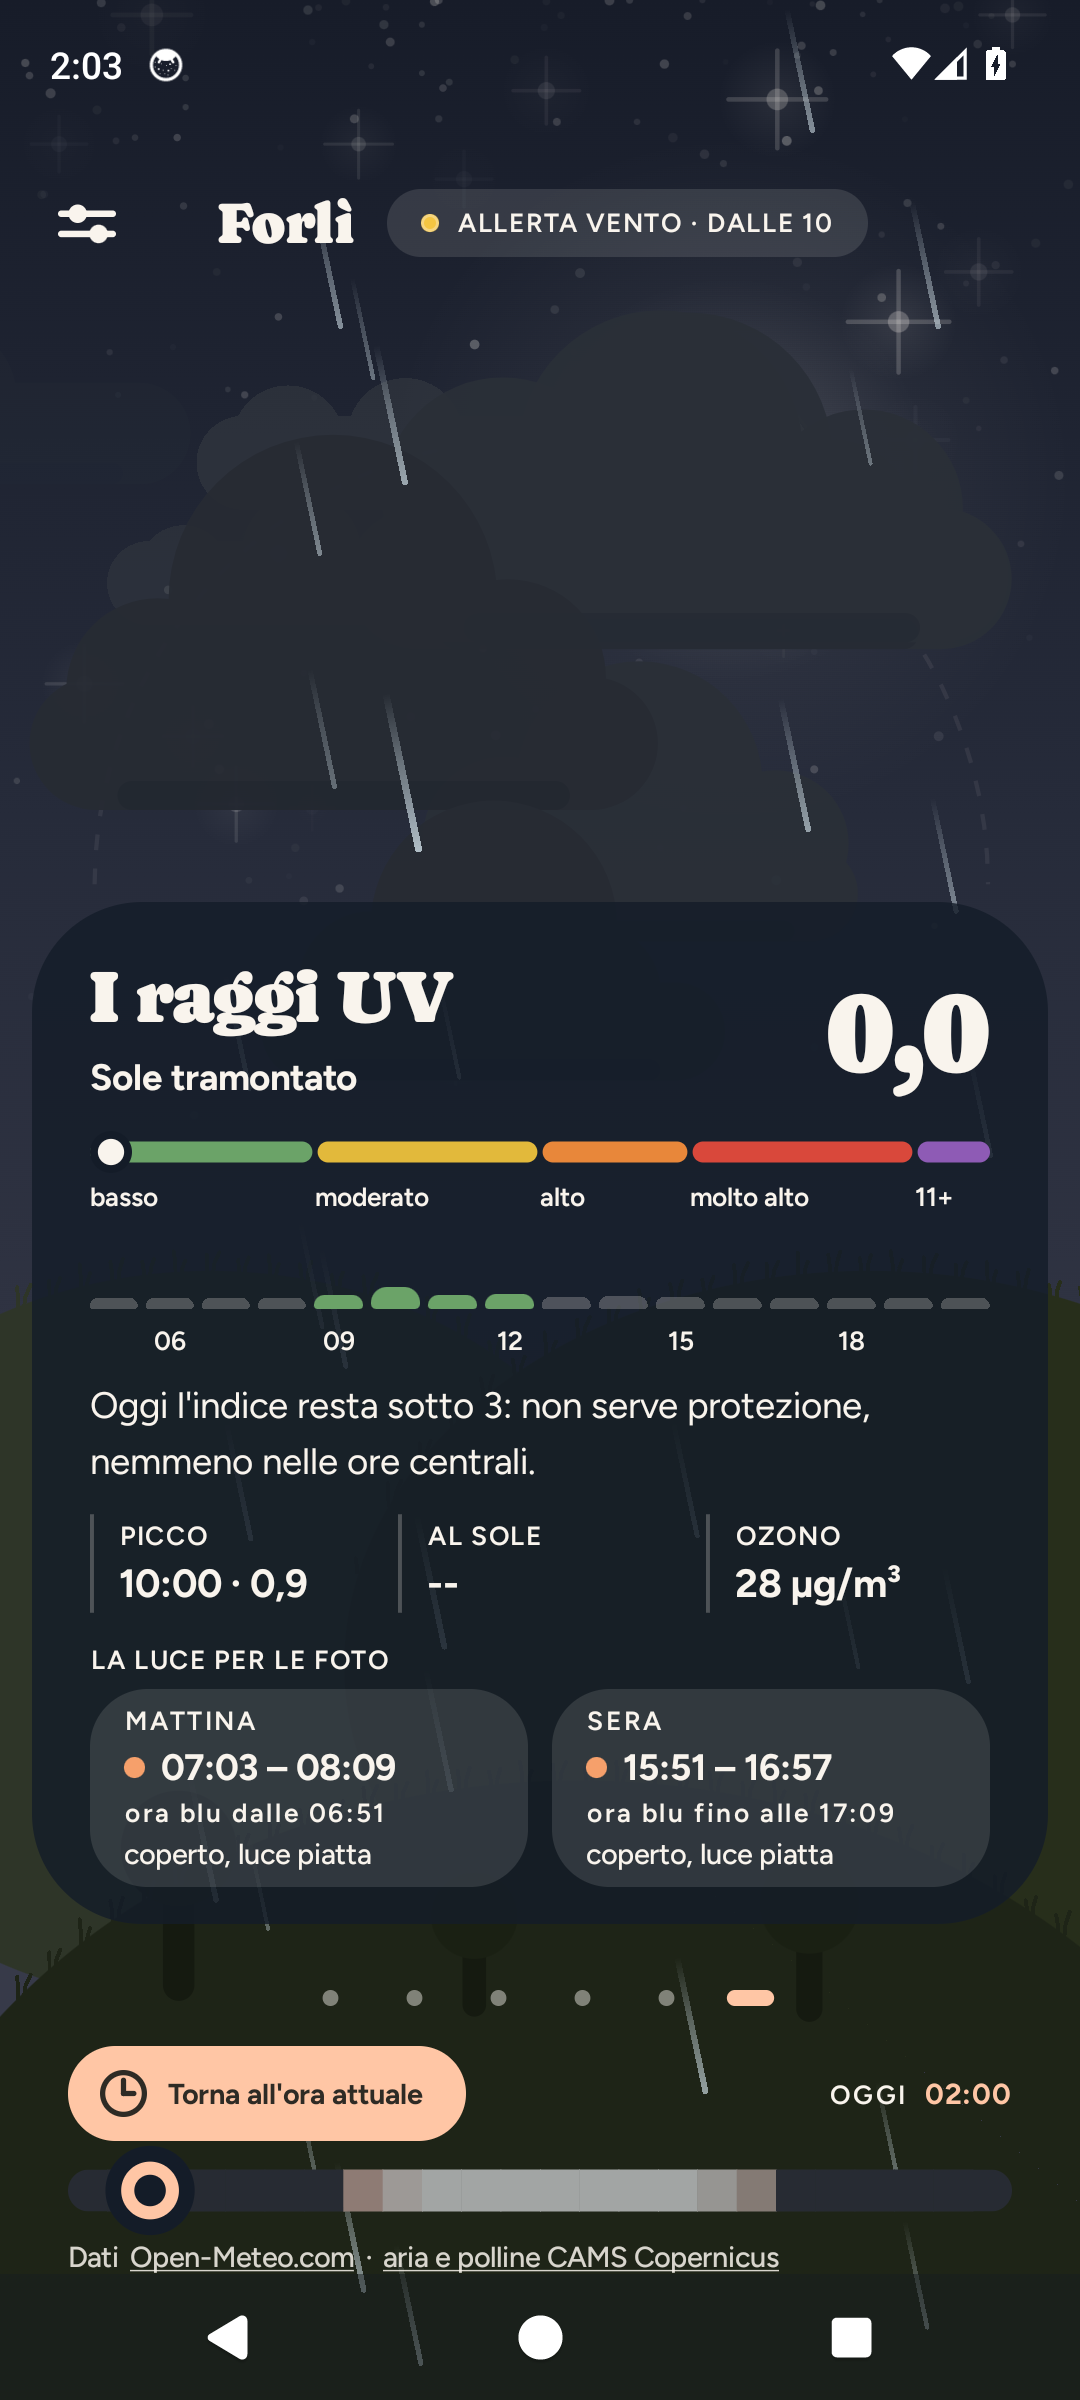 2:03
Forlì
ALLERTA VENTO · DALLE 10
I raggi UV
0,0
Sole tramontato
basso moderato alto molto alto 11+
06 09 12 15 18
Oggi l'indice resta sotto 3: non serve protezione,
nemmeno nelle ore centrali.
PICCO AL SOLE OZONO
10:00 · 0,9 -- 28 µg/m³
LA LUCE PER LE FOTO
MATTINA
07:03 – 08:09
ora blu dalle 06:51
coperto, luce piatta
SERA
15:51 – 16:57
ora blu fino alle 17:09
coperto, luce piatta
Torna all'ora attuale
OGGI 02:00
Dati Open-Meteo.com · aria e polline CAMS Copernicus